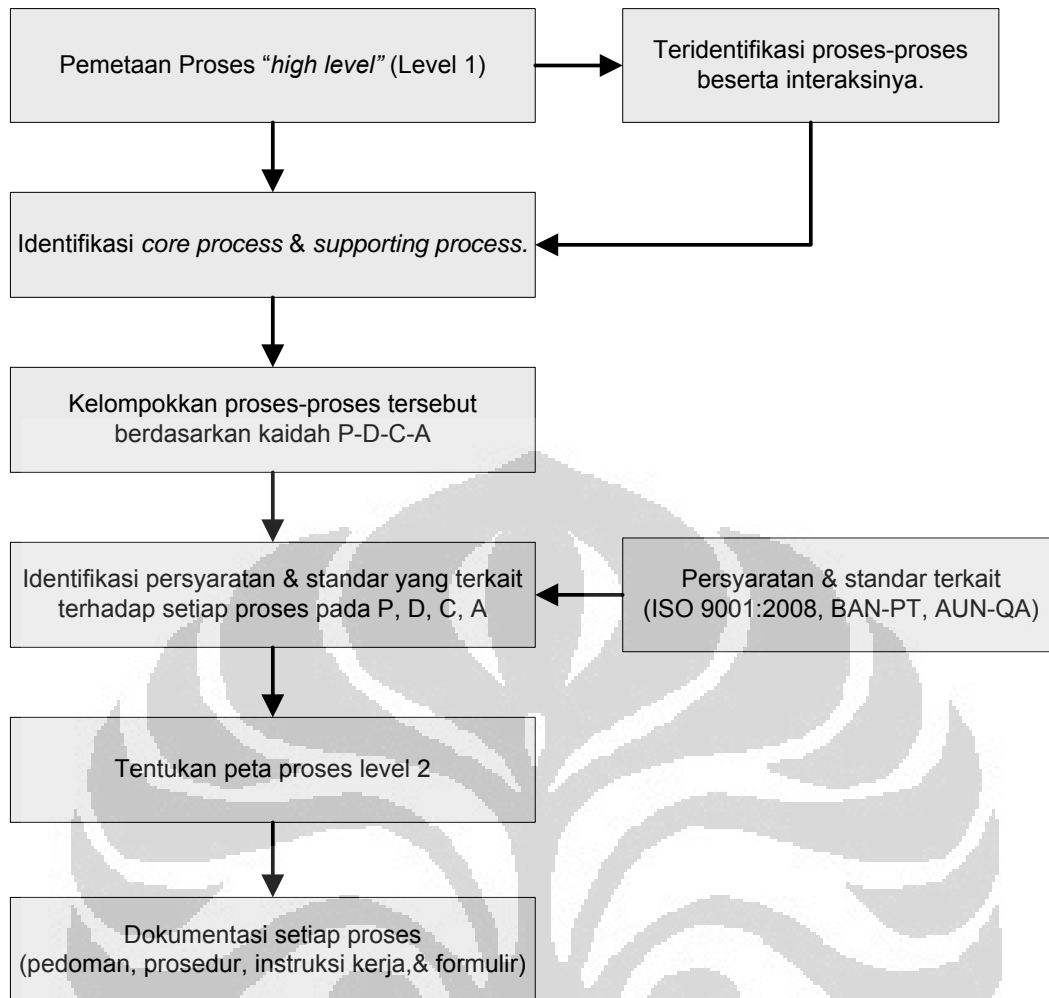 Pemetaan Proses “high level” (Level 1)
Teridentifikasi proses-proses
beserta interaksinya.
Identifikasi core process & supporting process.
Kelompokkan proses-proses tersebut
berdasarkan kaidah P-D-C-A
Identifikasi persyaratan & standar yang terkait
terhadap setiap proses pada P, D, C, A
Persyaratan & standar terkait
(ISO 9001:2008, BAN-PT, AUN-QA)
Tentukan peta proses level 2
Dokumentasi setiap proses
(pedoman, prosedur, instruksi kerja,& formulir)